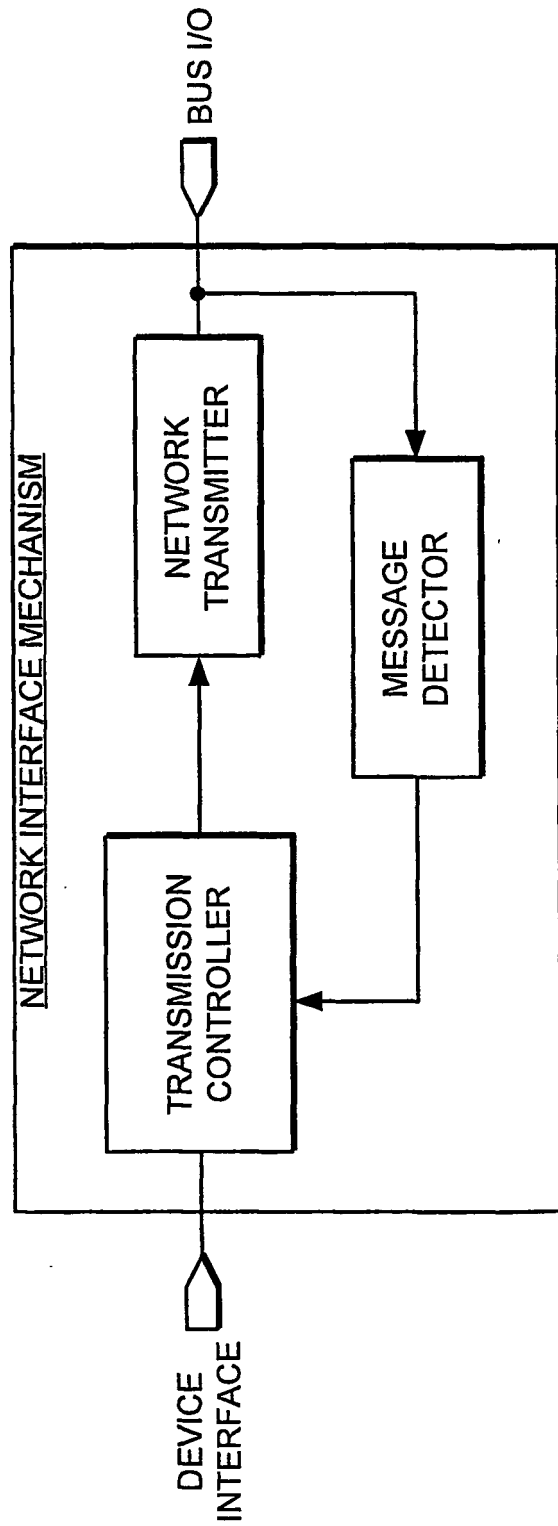 NETWORK INTERFACE MECHANISM
DEVICE
INTERFACE
TRANSMISSION
CONTROLLER
NETWORK
TRANSMITTER
BUS I/O
MESSAGE
DETECTOR